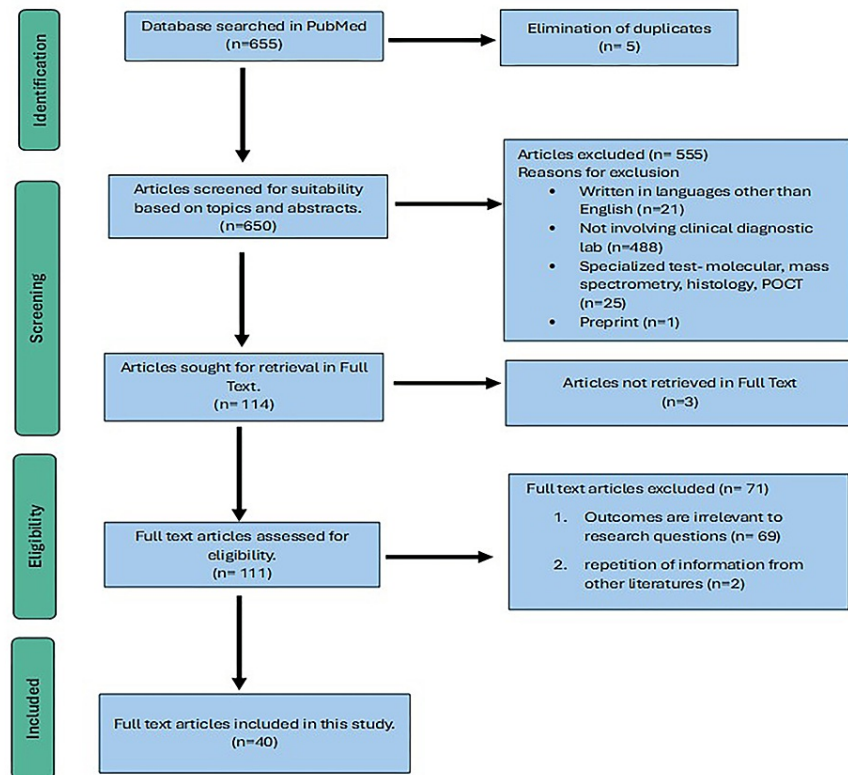 Identification
Database searched in PubMed
(n=655)
Elimination of duplicates
(n= 5)
Screening
Articles screened for suitability
based on topics and abstracts.
(n=650)
Articles excluded (n= 555)
Reasons for exclusion
• Written in languages other than
English (n=21)
• Not involving clinical diagnostic
lab (n=488)
• Specialized test- molecular, mass
spectrometry, histology, POCT
(n=25)
• Preprint (n=1)
Articles sought for retrieval in Full
Text.
(n= 114)
Articles not retrieved in Full Text
(n=3)
Eligibility
Full text articles assessed for
eligibility.
(n= 111)
Full text articles excluded (n= 71)
1. Outcomes are irrelevant to
research questions (n= 69)
2. repetition of information from
other literatures (n=2)
Included
Full text articles included in this study.
(n=40)